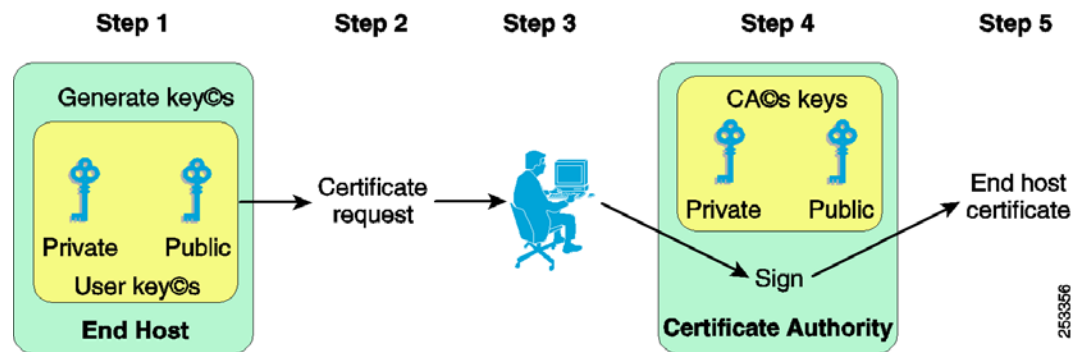 Step 1
Step 2
Step 3
Step 4
Step 5
Generate key©s
Private
Public
User key©s
End Host
Certificate
request
CA©s keys
Private
Public
Sign
Certificate Authority
End host
certificate
253356